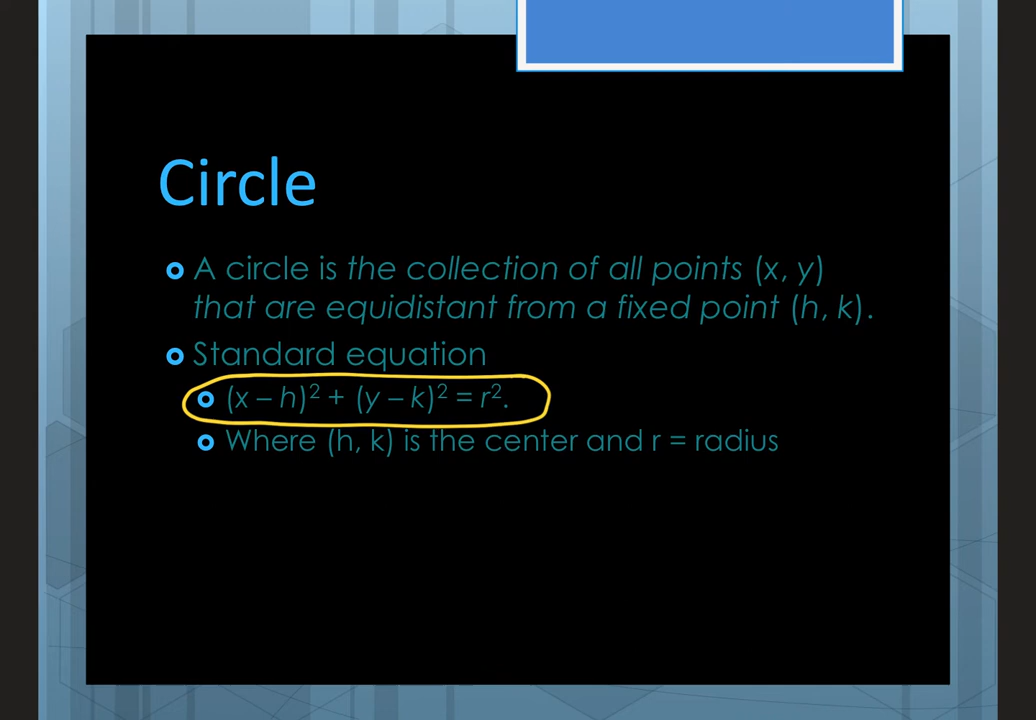 Circle
A circle is the collection of all points (x, y)
that are equidistant from a fixed point (h, k).
Standard equation
(x – h)² + (y – k)² = r².
Where (h, k) is the center and r = radius